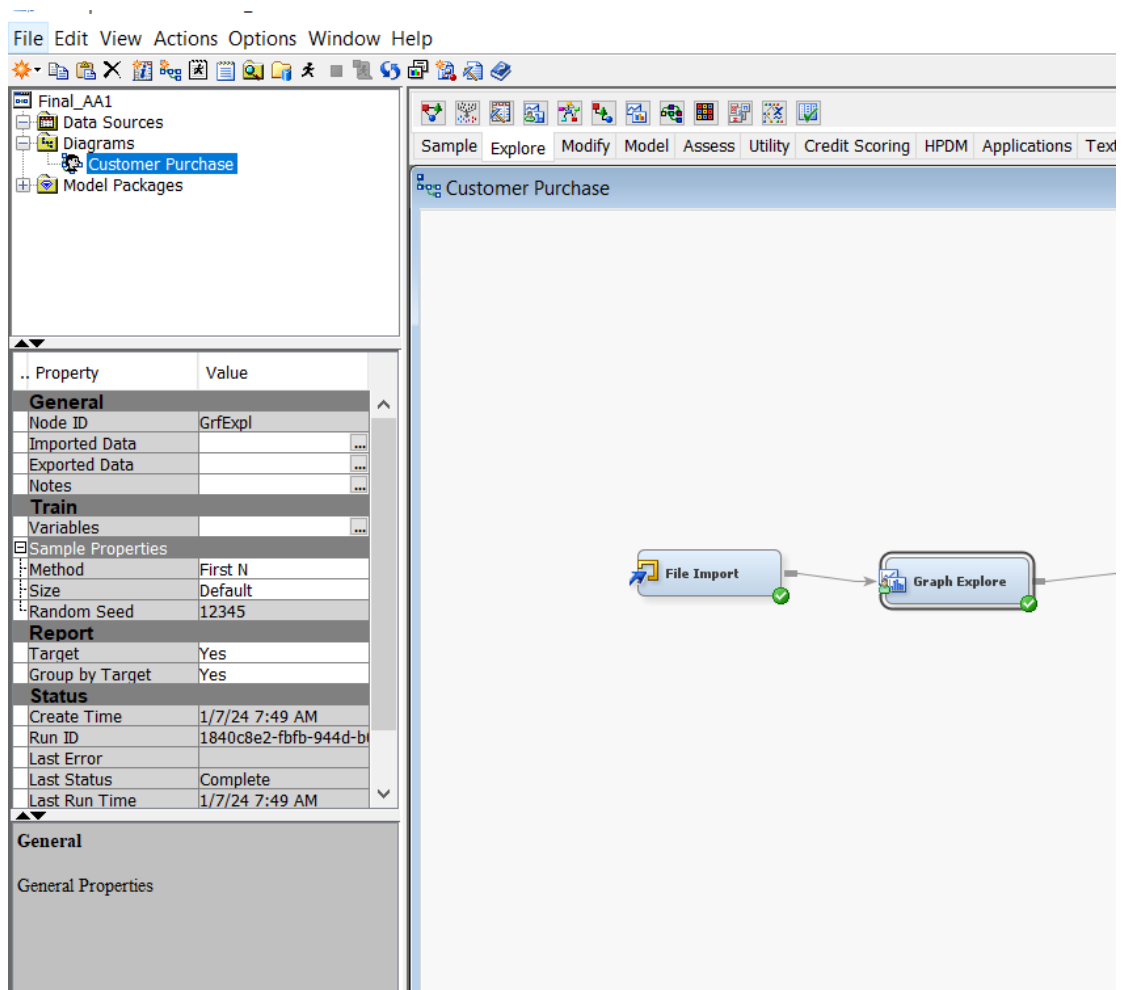 File Edit View Actions Options Window Help
Final_AA1
Data Sources
Diagrams
Customer Purchase
Model Packages
Sample Explore Modify Model Assess Utility Credit Scoring HPDM Applications Text
Customer Purchase
.. Property Value
General
Node ID GrfExpl
Imported Data ...
Exported Data ...
Notes ...
Train
Variables ...
Sample Properties
Method First N
Size Default
Random Seed 12345
Report
Target Yes
Group by Target Yes
Status
Create Time 1/7/24 7:49 AM
Run ID 1840c8e2-fbfb-944d-b
Last Error
Last Status Complete
Last Run Time 1/7/24 7:49 AM
General
General Properties
File Import
Graph Explore